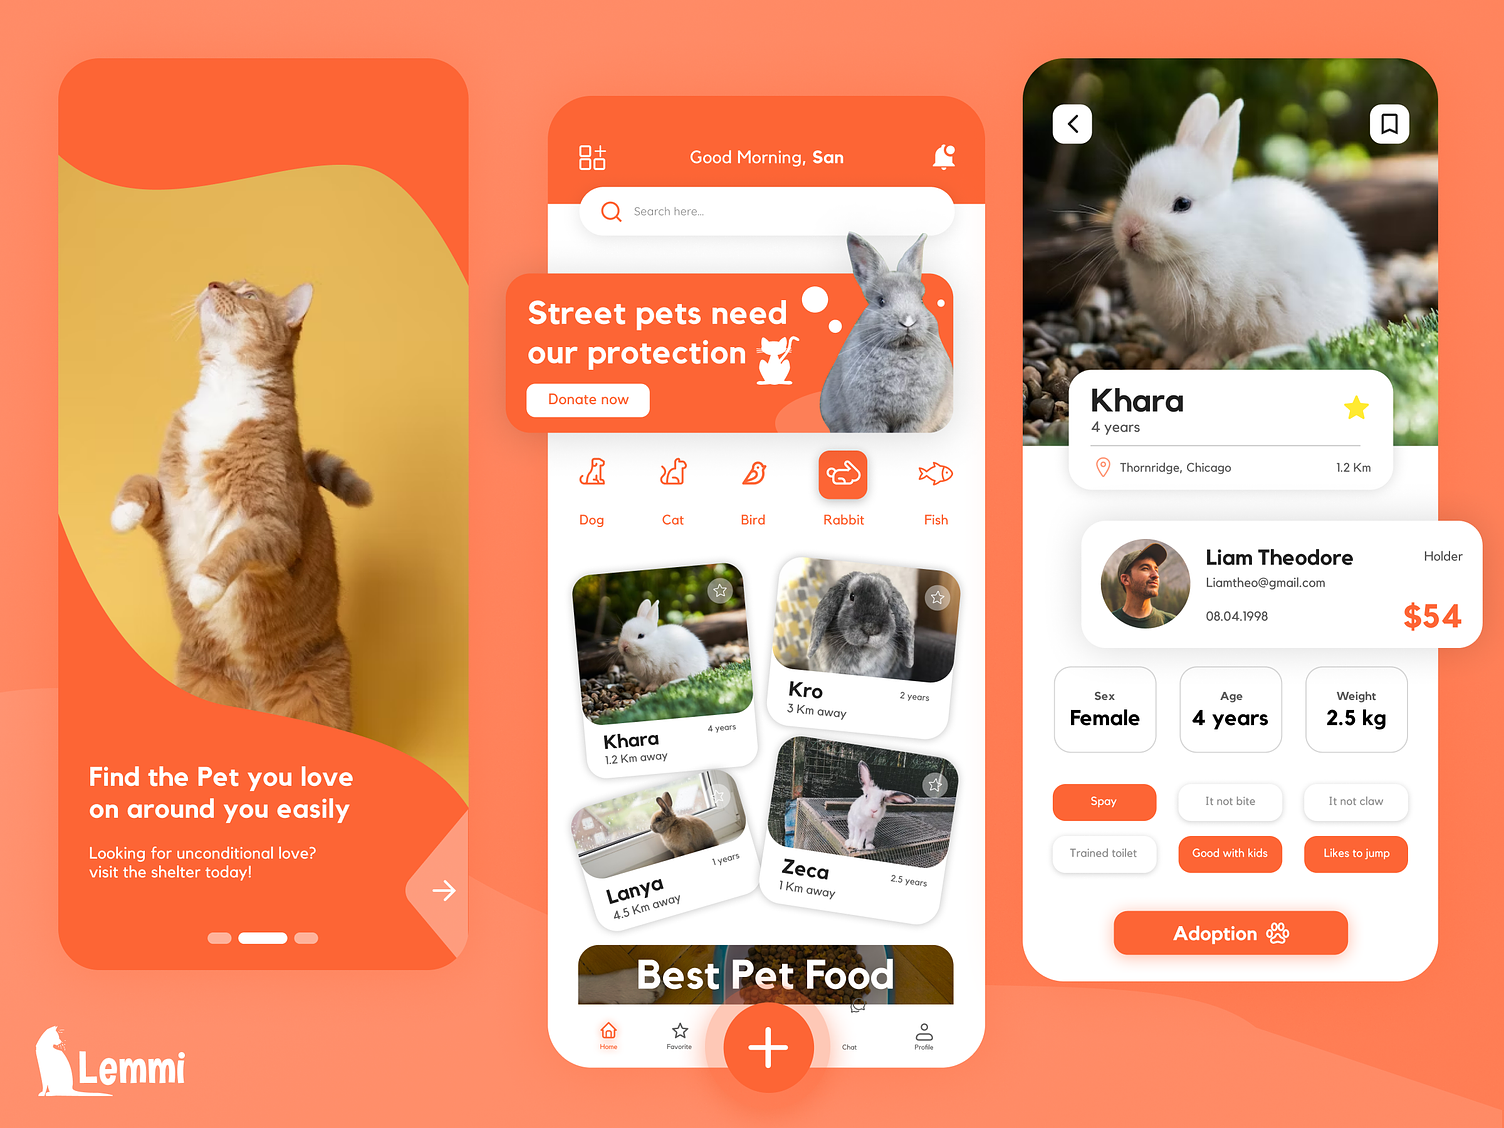 Find the Pet you love
on around you easily
Looking for unconditional love?
visit the shelter today!
Lemmi
Good Morning, San
Search here...
Street pets need
our protection
Donate now
Dog
Cat
Bird
Rabbit
Fish
Khara
4 years
1.2 Km away
Kro
2 years
3 Km away
Lanya
1 years
4.5 Km away
Zeca
2.5 years
1 Km away
Best Pet Food
Home
Favorite
Chat
Profile
Khara
4 years
Thornridge, Chicago
1.2 Km
Liam Theodore
Holder
Liamtheo@gmail.com
08.04.1998
$54
Sex
Female
Age
4 years
Weight
2.5 kg
Spay
It not bite
It not claw
Trained toilet
Good with kids
Likes to jump
Adoption